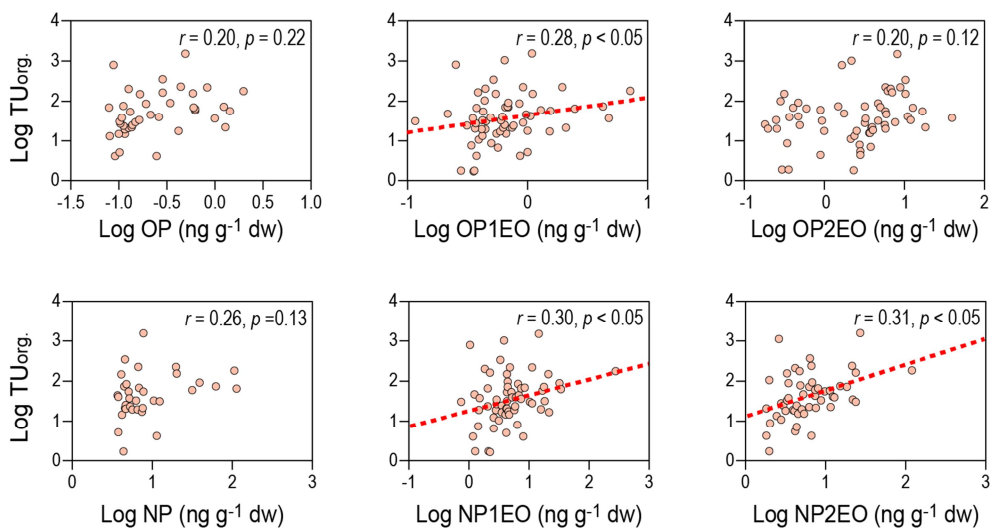 4
3
2
1
0
Log TUorg.
r = 0.20, p = 0.22
-1.5 -1.0 -0.5 0.0 0.5 1.0
Log OP (ng g-1 dw)
4
3
2
1
0
r = 0.28, p < 0.05
-1 0 1
Log OP1EO (ng g-1 dw)
4
3
2
1
0
r = 0.20, p = 0.12
-1 0 1 2
Log OP2EO (ng g-1 dw)
4
3
2
1
0
Log TUorg.
r = 0.26, p =0.13
0 1 2 3
Log NP (ng g-1 dw)
4
3
2
1
0
r = 0.30, p < 0.05
-1 0 1 2 3
Log NP1EO (ng g-1 dw)
4
3
2
1
0
r = 0.31, p < 0.05
0 1 2 3
Log NP2EO (ng g-1 dw)